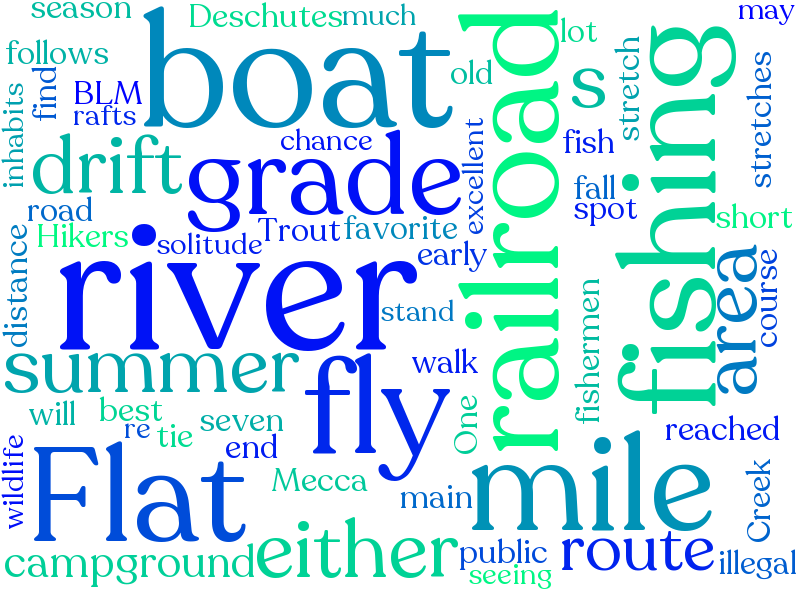 season
Deschutes
much
may
follows
boat
railroad
lot
fishing
find
BLM
rafts
old
s
stretch
stretches
inhabits
chance
excellent
fish
drift
grade
fall
spot
road
Hikers
solitude
Trout
favorite
short
distance
river
early
area
course
stand
fishermen
summer
fly
walk
will
best
re
tie
seven
end
One
reached
wildlife
Flat
Mecca
main
mile
Creek
campground
either
public
seeing
route
illegal